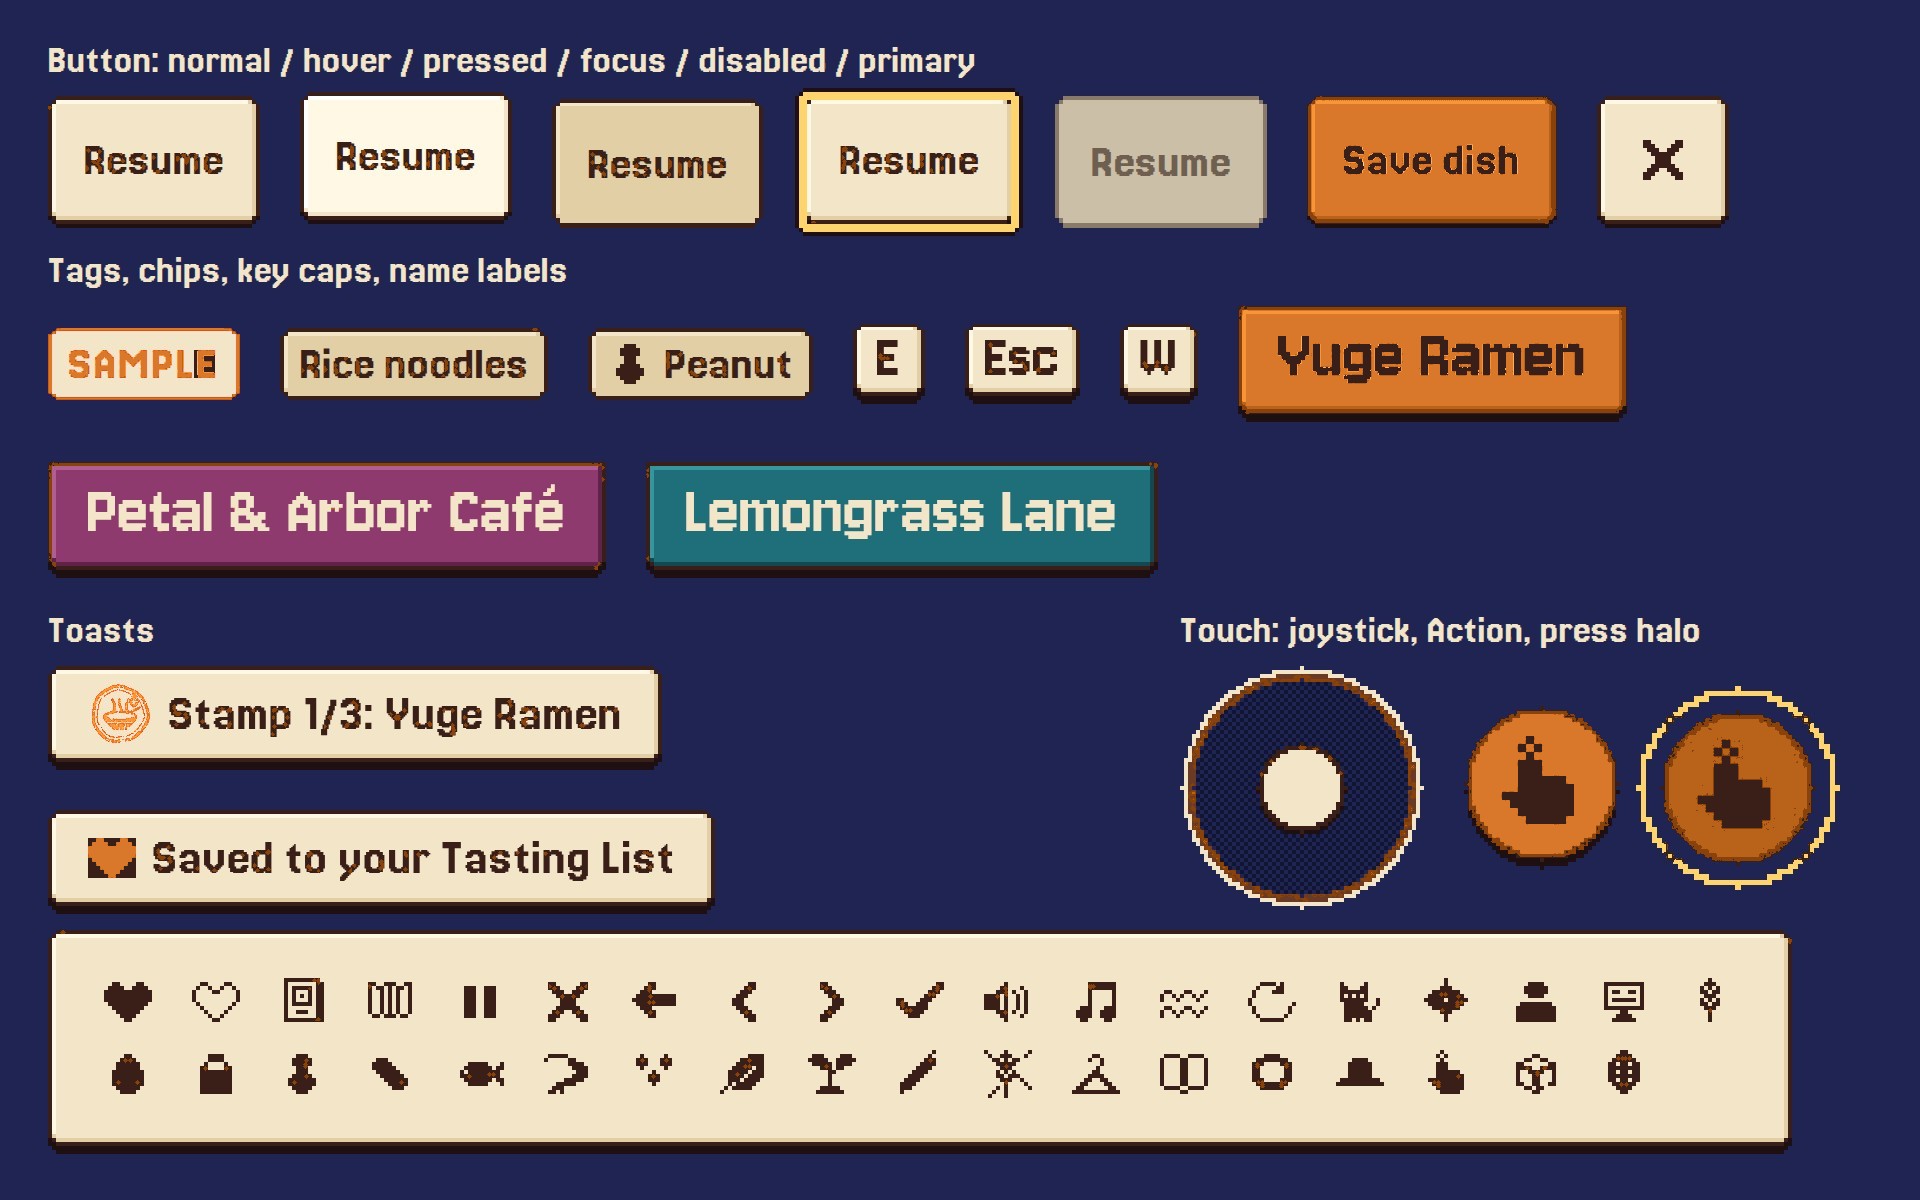 Button: normal / hover / pressed / focus / disabled / primary
Resume Resume Resume Resume Resume Save dish
Tags, chips, key caps, name labels
SAMPLE Rice noodles Peanut E Esc W Yuge Ramen
Petal & Arbor Café Lemongrass Lane
Toasts Touch: joystick, Action, press halo
Stamp 1/3: Yuge Ramen
Saved to your Tasting List